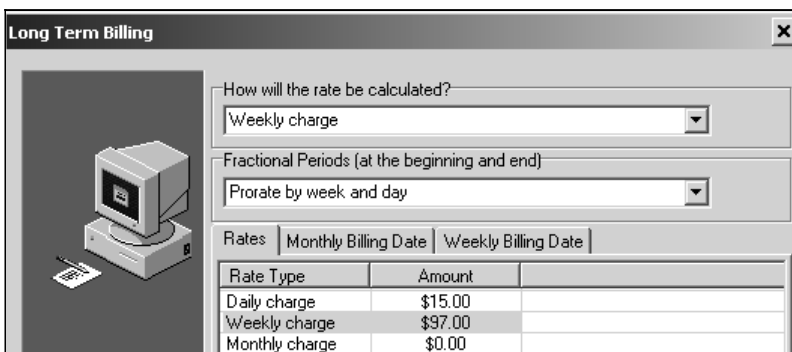 Long Term Billing
How will the rate be calculated?
Weekly charge
Fractional Periods (at the beginning and end)
Prorate by week and day
Rates Monthly Billing Date Weekly Billing Date
Rate Type Amount
Daily charge $15.00
Weekly charge $97.00
Monthly charge $0.00